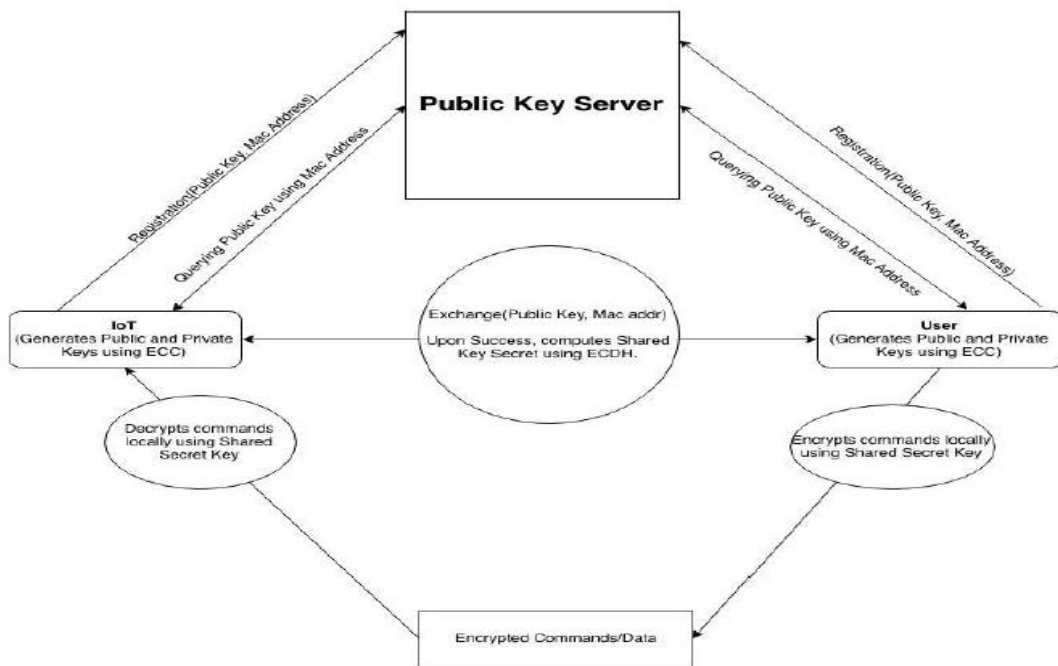 Public Key Server
Registration(Public Key, Mac Address)
Querying Public Key using Mac Address
Querying Public Key using Mac Address
Registration(Public Key, Mac Address)
Exchange(Public Key, Mac addr)
Upon Success, computes Shared
Key Secret using ECDH.
IoT
(Generates Public and Private
Keys using ECC)
User
(Generates Public and Private
Keys using ECC)
Decrypts commands
locally using Shared
Secret Key
Encrypts commands locally
using Shared Secret Key
Encrypted Commands/Data